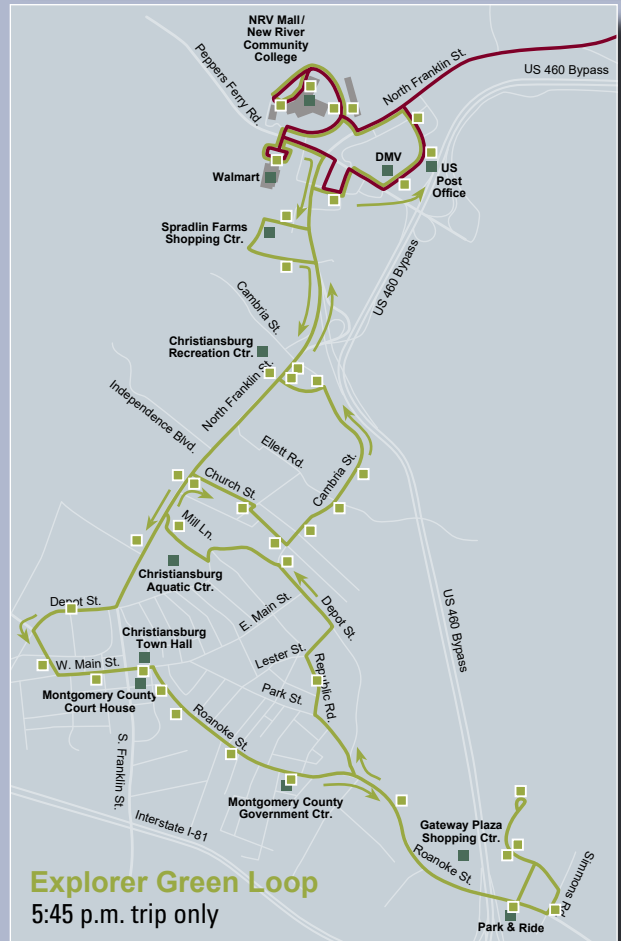 NRV Mall/
New River
Community
College
Peppers Ferry Rd.
North Franklin St.
US 460 Bypass
DMV
US
Post
Office
Walmart
Spradlin Farms
Shopping Ctr.
US 460 Bypass
Cambria St.
Christiansburg
Recreation Ctr.
North Franklin St.
Independence Blvd.
Ellett Rd.
Church St.
Cambria St.
Mill Ln.
Christiansburg
Aquatic Ctr.
US 460 Bypass
Depot St.
E. Main St.
Depot St.
Christiansburg
Town Hall
Lester St.
Republic Rd.
W. Main St.
Park St.
Montgomery County
Court House
Roanoke St.
S. Franklin St.
Montgomery County
Government Ctr.
Interstate I-81
Gateway Plaza
Shopping Ctr.
Roanoke St.
Simmons Rd.
Park & Ride
Explorer Green Loop
5:45 p.m. trip only